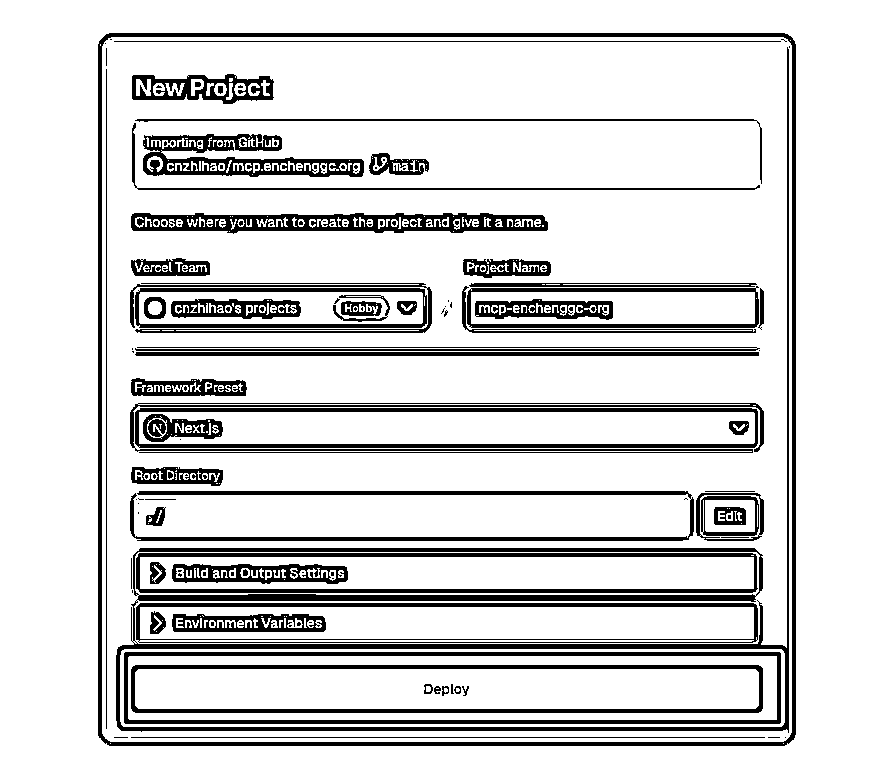 New Project
Importing from GitHub
cnzhihao/mcp.enchenggc.org main
Choose where you want to create the project and give it a name.
Vercel Team
Project Name
cnzhihao's projects Hobby / mcp-enchenggc-org
Framework Preset
N Next.js
Root Directory
./ Edit
Build and Output Settings
Environment Variables
Deploy